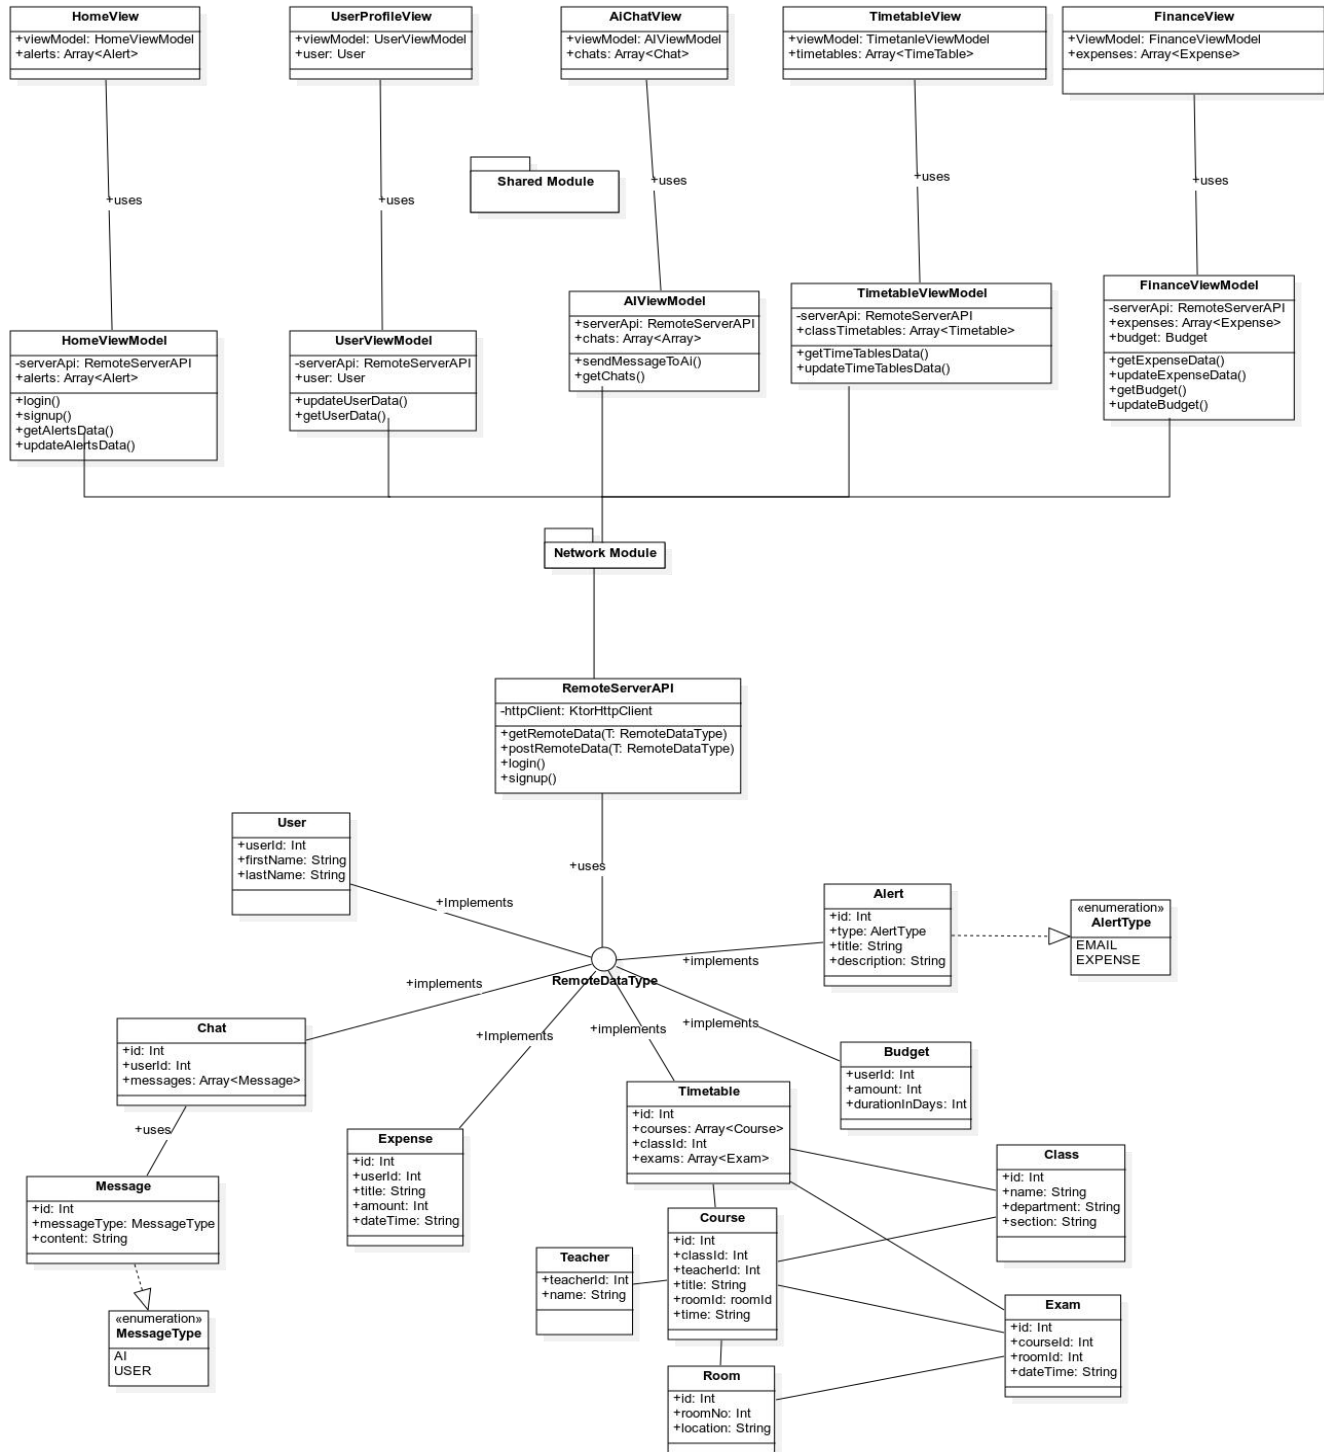 HomeView
+viewModel: HomeViewModel
+alerts: Array<Alert>
UserProfileView
+viewModel: UserViewModel
+user: User
AiChatView
+viewModel: AIViewModel
+chats: Array<Chat>
TimetableView
+viewModel: TimetanleViewModel
+timetables: Array<TimeTable>
FinanceView
+ViewModel: FinanceViewModel
+expenses: Array<Expense>
Shared Module
+uses
+uses
+uses
+uses
+uses
HomeViewModel
-serverApi: RemoteServerAPI
+alerts: Array<Alert>
+login()
+signup()
+getAlertsData()
+updateAlertsData()
UserViewModel
-serverApi: RemoteServerAPI
+user: User
+updateUserData()
+getUserData()
AIViewModel
+serverApi: RemoteServerAPI
+chats: Array<Array>
+sendMessageToAi()
+getChats()
TimetableViewModel
-serverApi: RemoteServerAPI
+classTimetables: Array<Timetable>
+getTimeTablesData()
+updateTimeTablesData()
FinanceViewModel
-serverApi: RemoteServerAPI
+expenses: Array<Expense>
+budget: Budget
+getExpenseData()
+updateExpenseData()
+getBudget()
+updateBudget()
Network Module
RemoteServerAPI
-httpClient: KtorHttpClient
+getRemoteData(T: RemoteDataType)
+postRemoteData(T: RemoteDataType)
+login()
+signup()
User
+userId: Int
+firstName: String
+lastName: String
+uses
+Implements
Alert
+id: Int
+type: AlertType
+title: String
+description: String
«enumeration»
AlertType
EMAIL
EXPENSE
+implements
RemoteDataType
+implements
+Implements
+implements
+implements
Chat
+id: Int
+userId: Int
+messages: Array<Message>
Budget
+userId: Int
+amount: Int
+durationInDays: Int
Timetable
+id: Int
+courses: Array<Course>
+classId: Int
+exams: Array<Exam>
+uses
Expense
+id: Int
+userId: Int
+title: String
+amount: Int
+dateTime: String
Class
+id: Int
+name: String
+department: String
+section: String
Message
+id: Int
+messageType: MessageType
+content: String
Course
+id: Int
+classId: Int
+teacherId: Int
+title: String
+roomId: roomId
+time: String
Teacher
+teacherId: Int
+name: String
Exam
+id: Int
+courseId: Int
+roomId: Int
+dateTime: String
«enumeration»
MessageType
AI
USER
Room
+id: Int
+roomNo: Int
+location: String